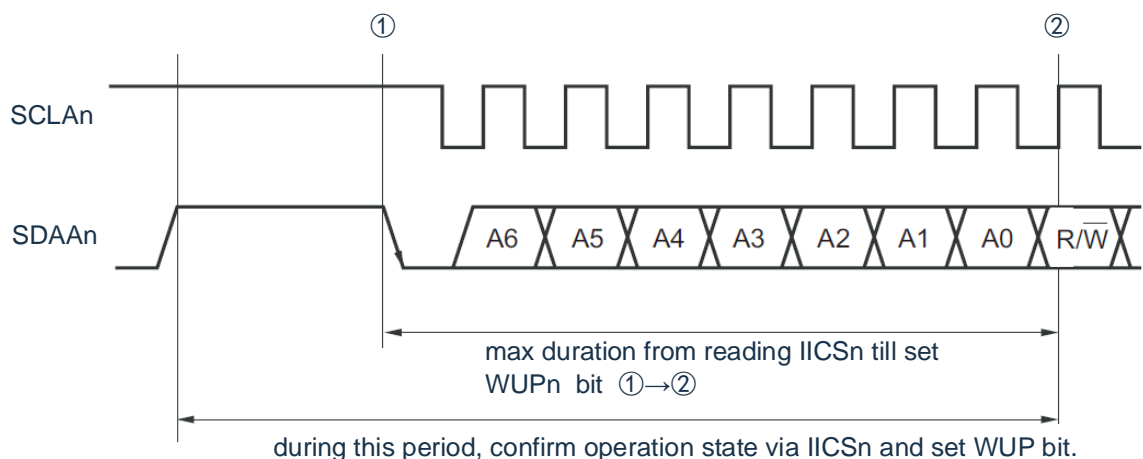 ① ②
SCLAn
SDAAn A6 A5 A4 A3 A2 A1 A0 R/W̅
max duration from reading IICSn till set
WUPn bit ①→②
during this period, confirm operation state via IICSn and set WUP bit.